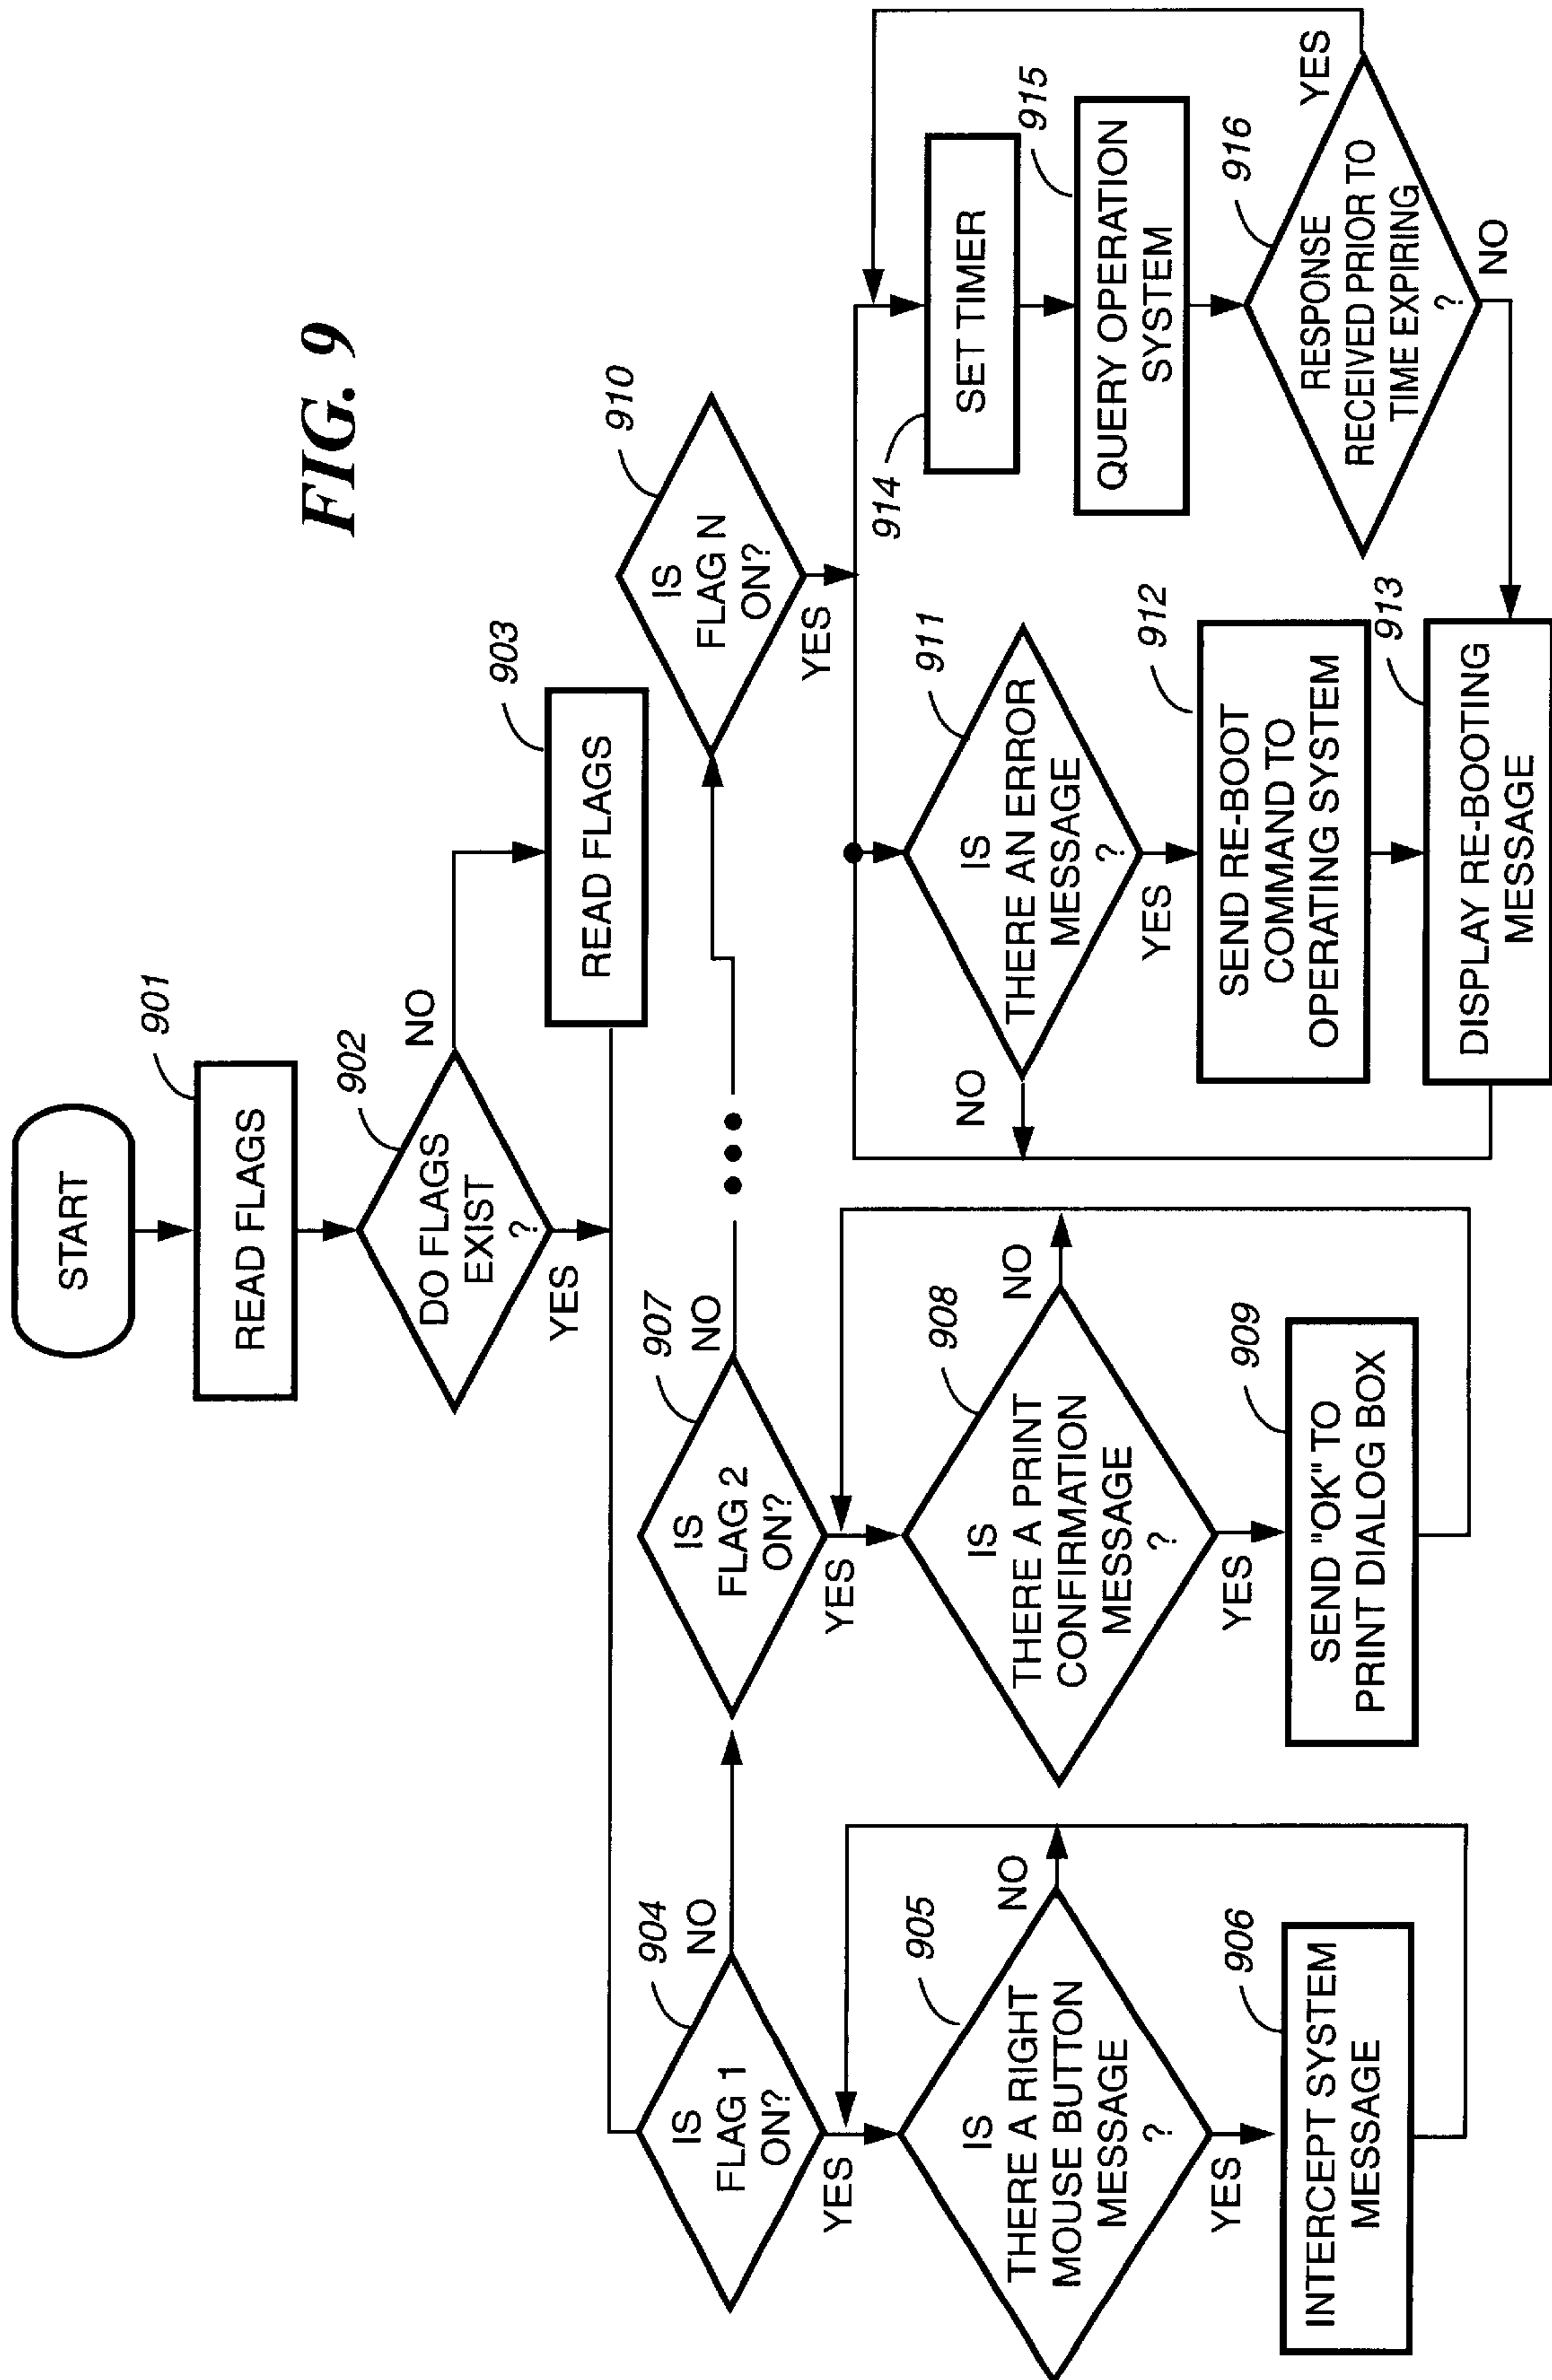 FIG. 9
START
901
READ FLAGS
902
DO FLAGS
EXIST
?
NO
YES
903
READ FLAGS
904
IS
FLAG 1
ON?
NO
YES
905
IS
THERE A RIGHT
MOUSE BUTTON
MESSAGE
?
NO
YES
906
INTERCEPT SYSTEM
MESSAGE
907
IS
FLAG 2
ON?
NO
YES
908
IS
THERE A PRINT
CONFIRMATION
MESSAGE
?
NO
YES
909
SEND "OK" TO
PRINT DIALOG BOX
910
IS
FLAG N
ON?
YES
911
IS
THERE AN ERROR
MESSAGE
?
NO
YES
912
SEND RE-BOOT
COMMAND TO
OPERATING SYSTEM
913
DISPLAY RE-BOOTING
MESSAGE
914
SET TIMER
915
QUERY OPERATION
SYSTEM
916
RESPONSE
RECEIVED PRIOR TO
TIME EXPIRING
?
YES
NO